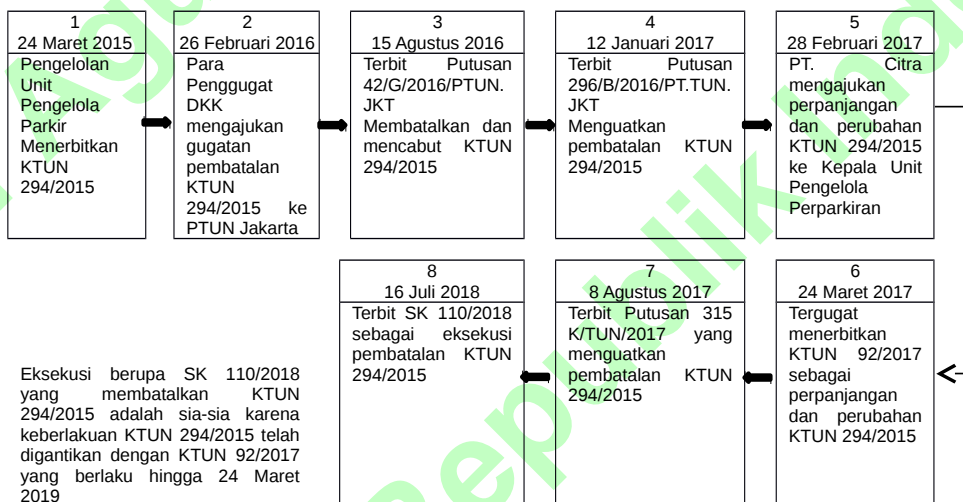 1
24 Maret 2015
Pengelolan
Unit
Pengelola
Parkir
Menerbitkan
KTUN
294/2015
2
26 Februari 2016
Para
Penggugat
DKK
mengajukan
gugatan
pembatalan
KTUN
294/2015 ke
PTUN Jakarta
3
15 Agustus 2016
Terbit Putusan
42/G/2016/PTUN.
JKT
Membatalkan dan
mencabut KTUN
294/2015
4
12 Januari 2017
Terbit Putusan
296/B/2016/PT.TUN.
JKT
Menguatkan
pembatalan KTUN
294/2015
5
28 Februari 2017
PT. Citra
mengajukan
perpanjangan
dan perubahan
KTUN 294/2015
ke Kepala Unit
Pengelola
Perparkiran
6
24 Maret 2017
Tergugat
menerbitkan
KTUN 92/2017
sebagai
perpanjangan
dan perubahan
KTUN 294/2015
7
8 Agustus 2017
Terbit Putusan 315
K/TUN/2017 yang
menguatkan
pembatalan KTUN
294/2015
8
16 Juli 2018
Terbit SK 110/2018
sebagai eksekusi
pembatalan KTUN
294/2015
Eksekusi berupa SK 110/2018
yang membatalkan KTUN
294/2015 adalah sia-sia karena
keberlakuan KTUN 294/2015 telah
digantikan dengan KTUN 92/2017
yang berlaku hingga 24 Maret
2019
Republik Ind